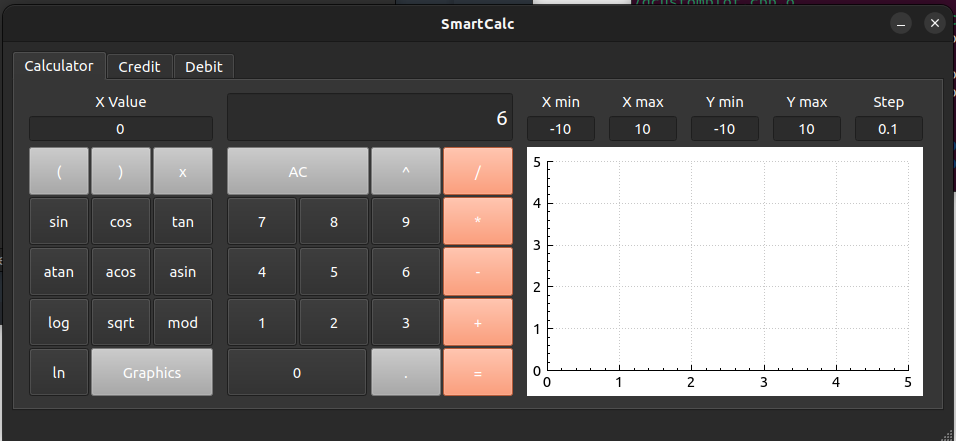 /qcustomplot.cpp.o
SmartCalc
Calculator Credit Debit
X Value
0
6
X min X max Y min Y max Step
-10 10 -10 10 0.1
( ) x AC ^ /
sin cos tan 7 8 9 *
atan acos asin 4 5 6 -
log sqrt mod 1 2 3 +
ln Graphics 0 . =
5
4
3
2
1
0
0 1 2 3 4 5